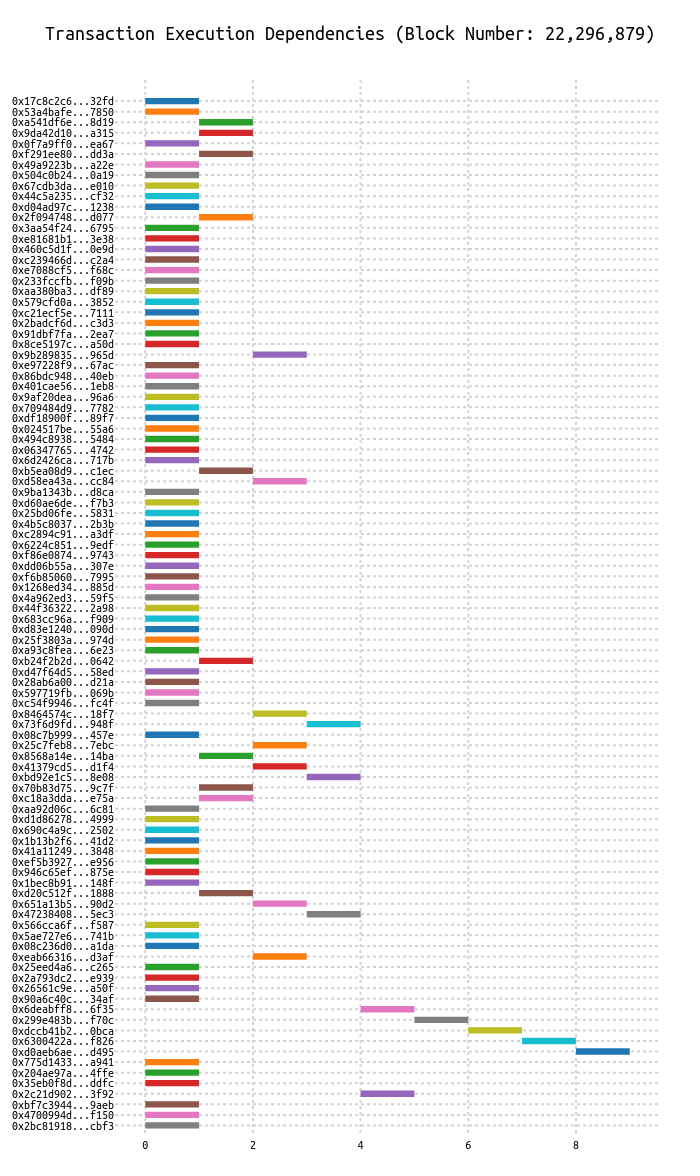 Transaction Execution Dependencies (Block Number: 22,296,879)
0x17c8c2c6...32fd
0x53a4bafe...7850
0xa541df6e...8d19
0x9da42d10...a315
0x0f7a9ff0...ea67
0xf291ee80...dd3a
0x49a9223b...a22e
0x504c0b24...0a19
0x67cdb3da...e010
0x44c5a235...cf32
0xd04ad97c...1238
0x2f094748...d077
0x3aa54f24...6795
0xe81681b1...3e38
0x460c5d1f...0e9d
0xc239466d...c2a4
0xe7088cf5...f68c
0x233fccfb...f09b
0xaa380ba3...df89
0x579cfd0a...3852
0xc21ecf5e...7111
0x2badcf6d...c3d3
0x91dbf7fa...2ea7
0x8ce5197c...a50d
0x9b289835...965d
0xe97228f9...67ac
0x86bdc948...40eb
0x401cae56...1eb8
0x9af20dea...96a6
0x709484d9...7782
0xdf18900f...89f7
0x024517be...55a6
0x494c8938...5484
0x06347765...4742
0x6d2426ca...717b
0xb5ea08d9...c1ec
0xd58ea43a...cc84
0x9ba1343b...d8ca
0xd60ae6de...f7b3
0x25bd06fe...5831
0x4b5c8037...2b3b
0xc2894c91...a3df
0x6224c851...9edf
0xf86e0874...9743
0xdd06b55a...307e
0xf6b85060...7995
0x1268ed34...885d
0x4a962ed3...59f5
0x44f36322...2a98
0x683cc96a...f909
0xd83e1240...090d
0x25f3803a...974d
0xa93c8fea...6e23
0xb24f2b2d...0642
0xd47f64d5...58ed
0x28ab6a00...d21a
0x597719fb...069b
0xc54f9946...fc4f
0x8464574c...18f7
0x73f6d9fd...948f
0x08c7b999...457e
0x25c7feb8...7ebc
0x8568a14e...14ba
0x41379cd5...d1f4
0xbd92e1c5...8e08
0x70b83d75...9c7f
0xc18a3dda...e75a
0xaa92d06c...6c81
0xd1d86278...4999
0x690c4a9c...2502
0x1b13b2f6...41d2
0x41a11249...3848
0xef5b3927...e956
0x946c65ef...875e
0x1bec8b91...148f
0xd20c512f...1888
0x651a13b5...90d2
0x47238408...5ec3
0x566cca6f...f587
0x5ae727e6...741b
0x08c236d0...a1da
0xeab66316...d3af
0x25eed4a6...c265
0x2a793dc2...e939
0x26561c9e...a50f
0x90a6c40c...34af
0x6deabff8...6f35
0x299e483b...f70c
0xdccb41b2...0bca
0x6300422a...f826
0xd0aeb6ae...d495
0x775d1433...a941
0x204ae97a...4ffe
0x35eb0f8d...ddfc
0x2c21d902...3f92
0xbf7c3944...9aeb
0x4700994d...f150
0x2bc81918...cbf3
0 2 4 6 8